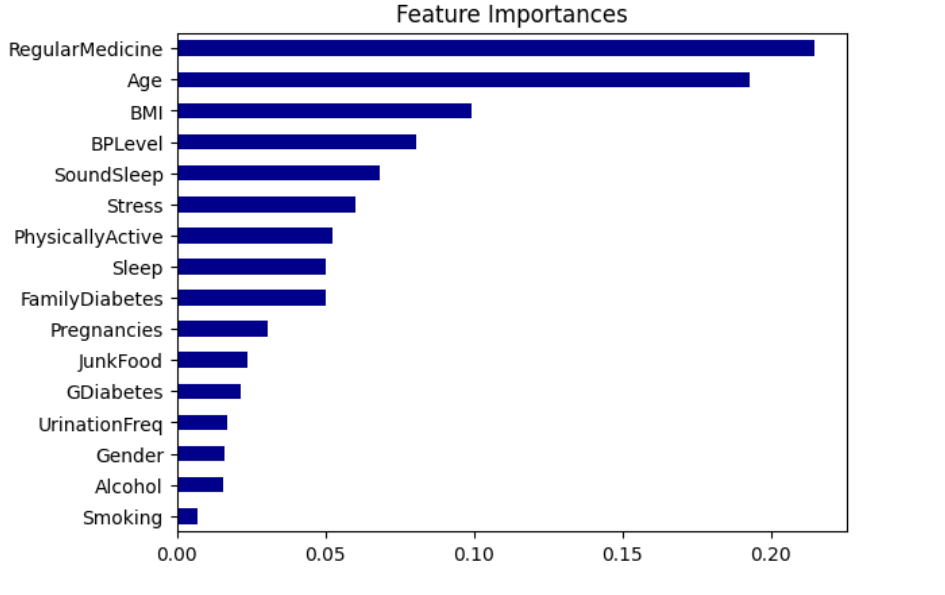 Feature Importances
RegularMedicine
Age
BMI
BPLevel
SoundSleep
Stress
PhysicallyActive
Sleep
FamilyDiabetes
Pregnancies
JunkFood
GDiabetes
UrinationFreq
Gender
Alcohol
Smoking
0.00 0.05 0.10 0.15 0.20